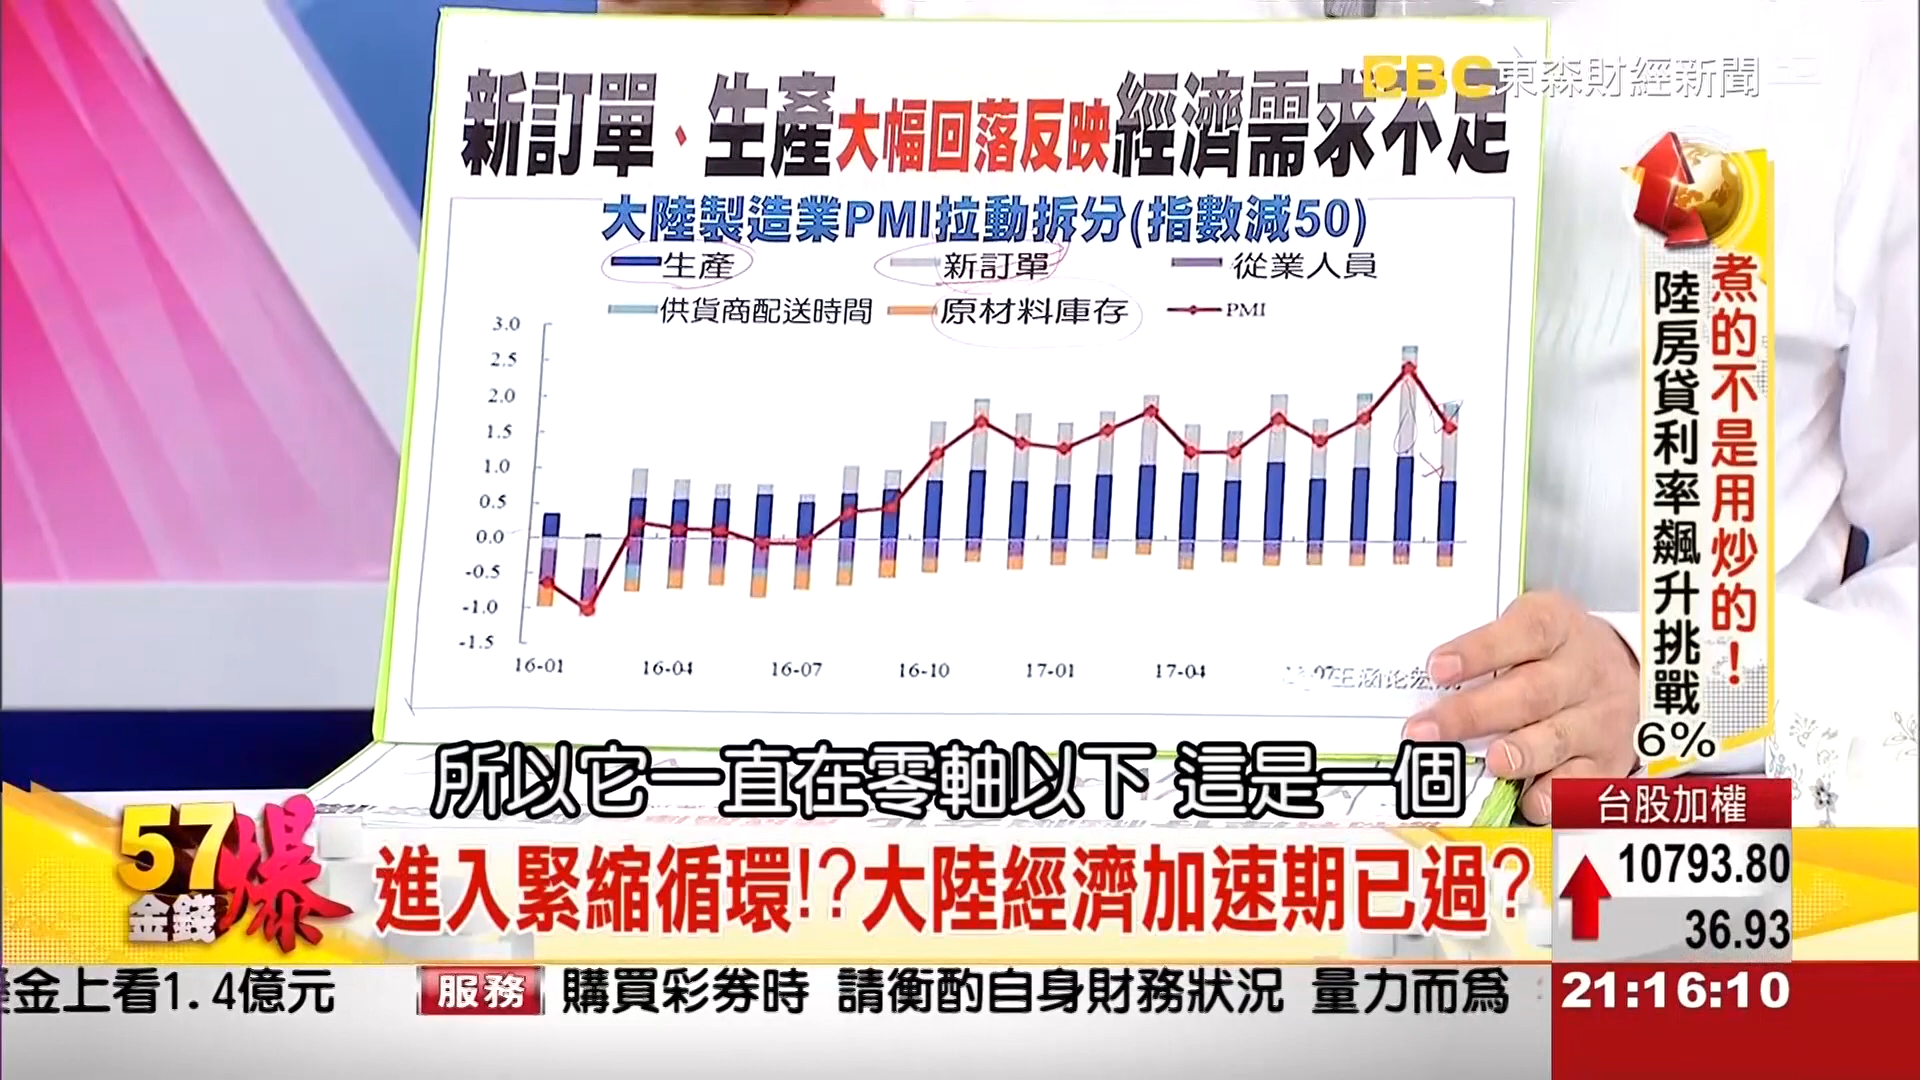 EBC東森財經新聞
新訂單、生產大幅回落反映經濟需求不足
大陸製造業PMI拉動拆分(指數減50)
生產 新訂單 從業人員
供貨商配送時間 原材料庫存 PMI
3.0
2.5
2.0
1.5
1.0
0.5
0.0
-0.5
-1.0
-1.5
16-01 16-04 16-07 16-10 17-01 17-04
煮的不是用炒的!
陸房貸利率飆升挑戰6%
所以它一直在零軸以下 這是一個
57金錢爆
進入緊縮循環!?大陸經濟加速期已過?
台股加權
10793.80
36.93
金上看1.4億元 服務 購買彩券時 請衡酌自身財務狀況 量力而為
21:16:10